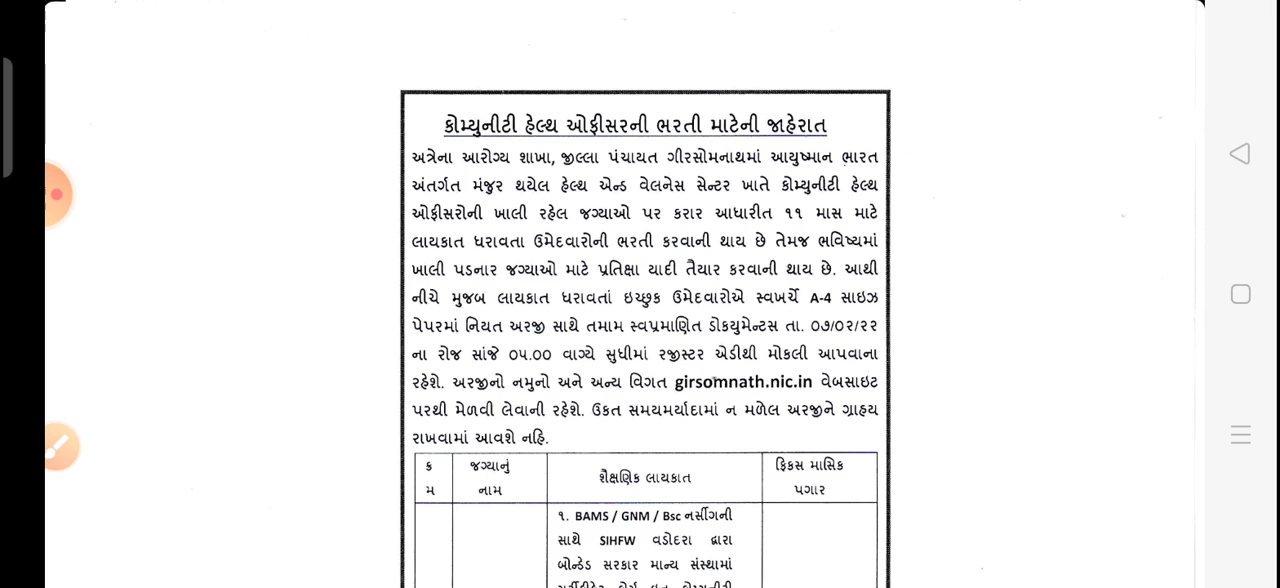 કોમ્યુનીટી હેલ્થ ઓફીસરની ભરતી માટેની જાહેરાત
અત્રેના આરોગ્ય શાખા, જીલ્લા પંચાયત ગીરસોમનાથમાં આયુષ્માન ભારત
અંતર્ગત મંજુર થયેલ હેલ્થ એન્ડ વેલનેસ સેન્ટર ખાતે કોમ્યુનીટી હેલ્થ
ઓફીસરોની ખાલી રહેલ જગ્યાઓ પર કરાર આધારીત ૧૧ માસ માટે
લાયકાત ધરાવતા ઉમેદવારોની ભરતી કરવાની થાય છે તેમજ ભવિષ્યમાં
ખાલી પડનાર જગ્યાઓ માટે પ્રતિક્ષા યાદી તૈયાર કરવાની થાય છે. આથી
નીચે મુજબ લાયકાત ધરાવતાં ઇચ્છુક ઉમેદવારોએ સ્વખર્ચે A-4 સાઇઝ
પેપરમાં નિયત અરજી સાથે તમામ સ્વપ્રમાણિત ડોકયુમેન્ટસ તા. ૦૭/૦૨/૨૨
ના રોજ સાંજે ૦૫.૦૦ વાગ્યે સુધીમાં રજીસ્ટર એડીથી મોકલી આપવાના
રહેશે. અરજીનો નમુનો અને અન્ય વિગત girsomnath.nic.in વેબસાઇટ
પરથી મેળવી લેવાની રહેશે. ઉકત સમયમર્યાદામાં ન મળેલ અરજીને ગ્રાહય
રાખવામાં આવશે નહિ.
ક્રમ જગ્યાનું નામ શૈક્ષણિક લાયકાત ફિકસ માસિક પગાર
૧. BAMS / GNM / Bsc નર્સીગની
સાથે SIHFW વડોદરા દ્વારા
બોન્ડેડ સરકાર માન્ય સંસ્થામાં